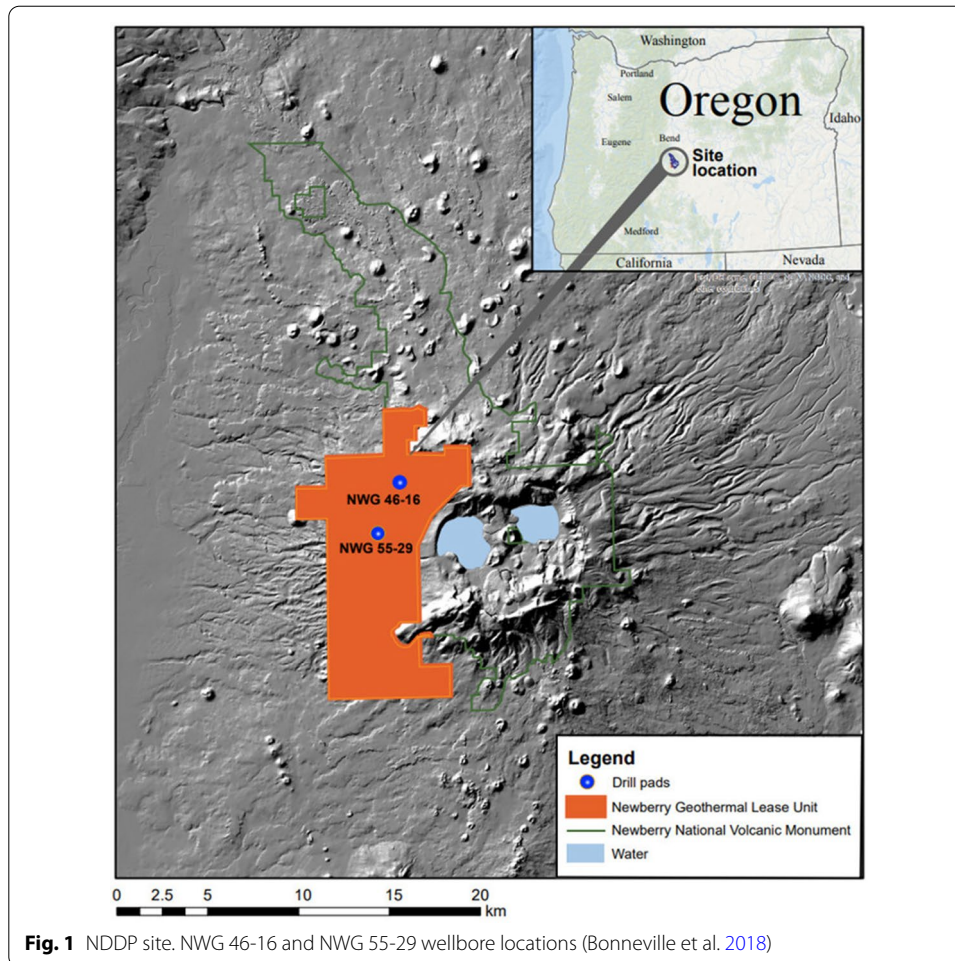 Washington
Portland
Salem
Oregon
Idaho
Eugene
Bend
Site
location
Medford
California
Nevada
NWG 46-16
NWG 55-29
Legend
Drill pads
Newberry Geothermal Lease Unit
Newberry National Volcanic Monument
Water
0 2.5 5 10 15 20
km
Fig. 1 NDDP site. NWG 46-16 and NWG 55-29 wellbore locations (Bonneville et al. 2018)